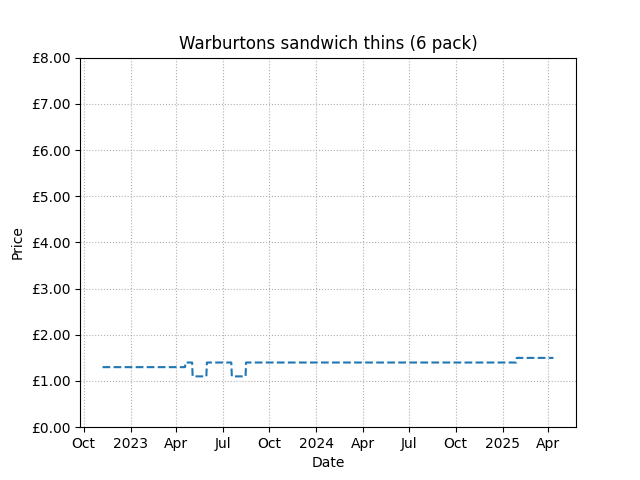 Warburtons sandwich thins (6 pack)
£8.00
£7.00
£6.00
£5.00
£4.00
£3.00
£2.00
£1.00
£0.00
Price
Oct 2023 Apr Jul Oct 2024 Apr Jul Oct 2025 Apr
Date